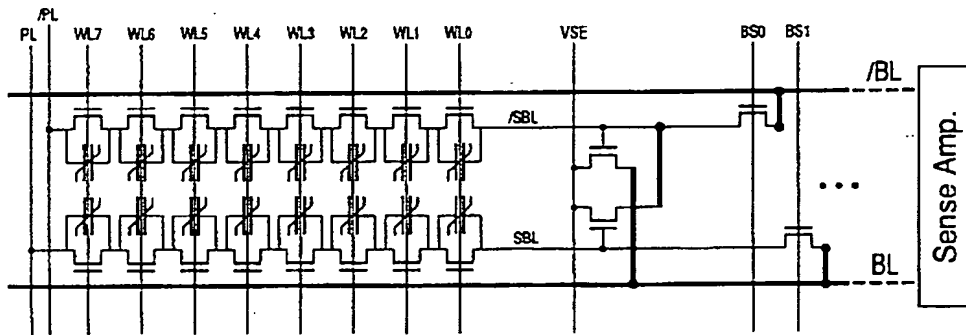 /PL
PL WL7 WL6 WL5 WL4 WL3 WL2 WL1 WL0 VSE BS0 BS1
/BL
/SBL
Sense Amp.
SBL
BL